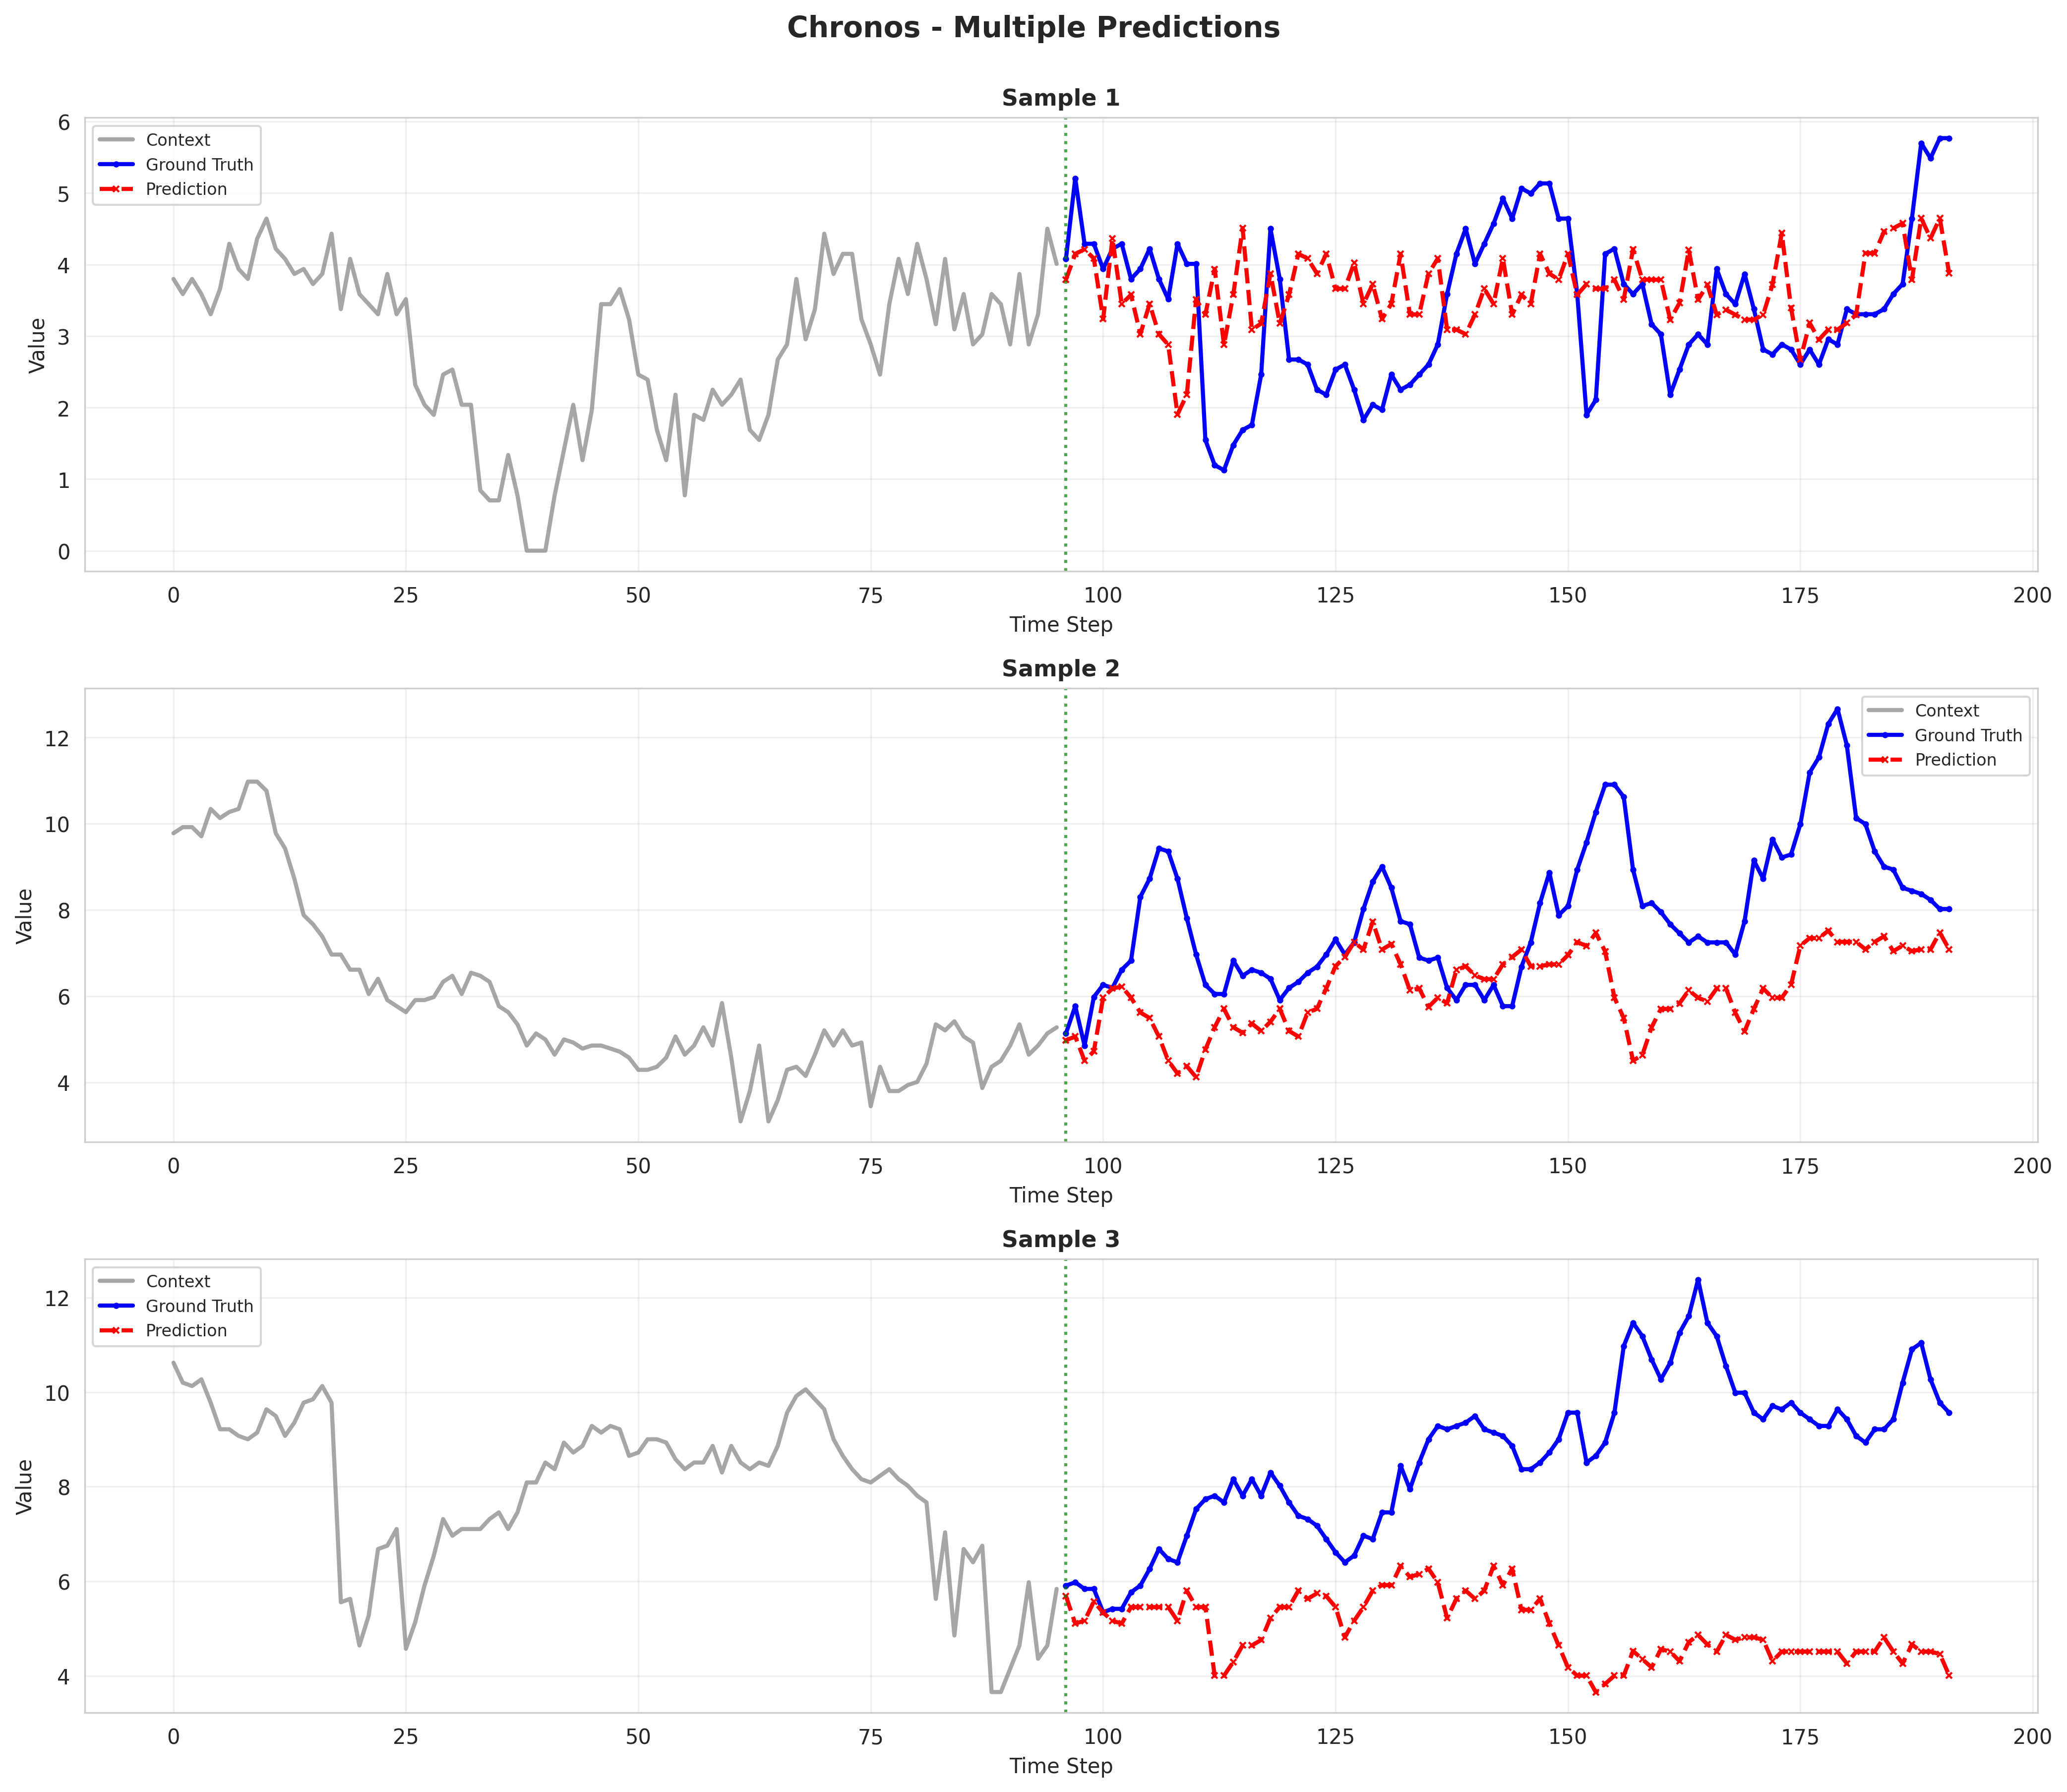 Chronos - Multiple Predictions
Sample 1
Context
Ground Truth
Prediction
Value
6
5
4
3
2
1
0
0 25 50 75 100 125 150 175 200
Time Step
Sample 2
Context
Ground Truth
Prediction
Value
12
10
8
6
4
0 25 50 75 100 125 150 175 200
Time Step
Sample 3
Context
Ground Truth
Prediction
Value
12
10
8
6
4
0 25 50 75 100 125 150 175 200
Time Step